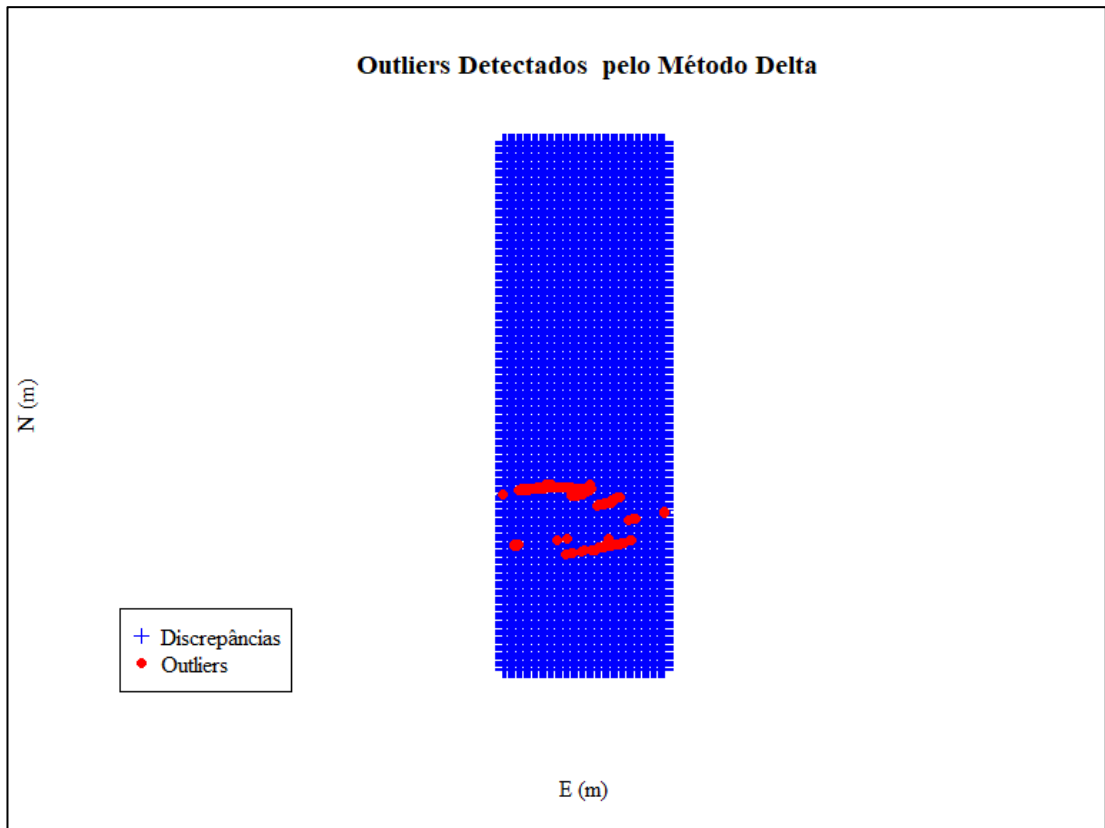 Outliers Detectados pelo Método Delta
N (m)
Discrepâncias
Outliers
E (m)